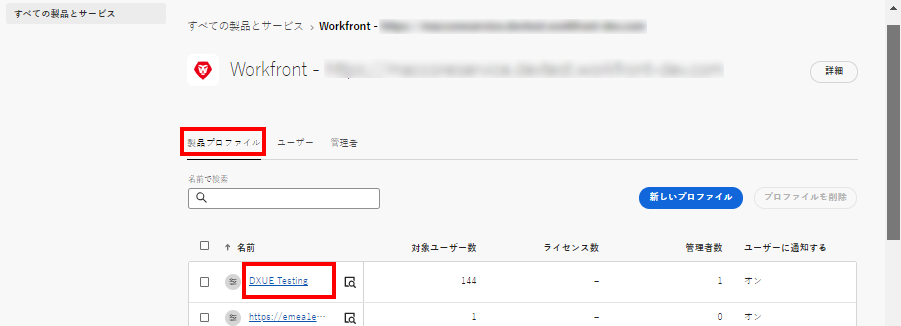 すべての製品とサービス
すべての製品とサービス › Workfront -
Workfront -
詳細
製品プロファイル ユーザー 管理者
名前で検索
新しいプロファイル プロファイルを削除
↑ 名前 対象ユーザー数 ライセンス数 管理者数 ユーザーに通知する
DXUE Testing 144 – 1 オン
https://emea1e… 1 – 0 オン